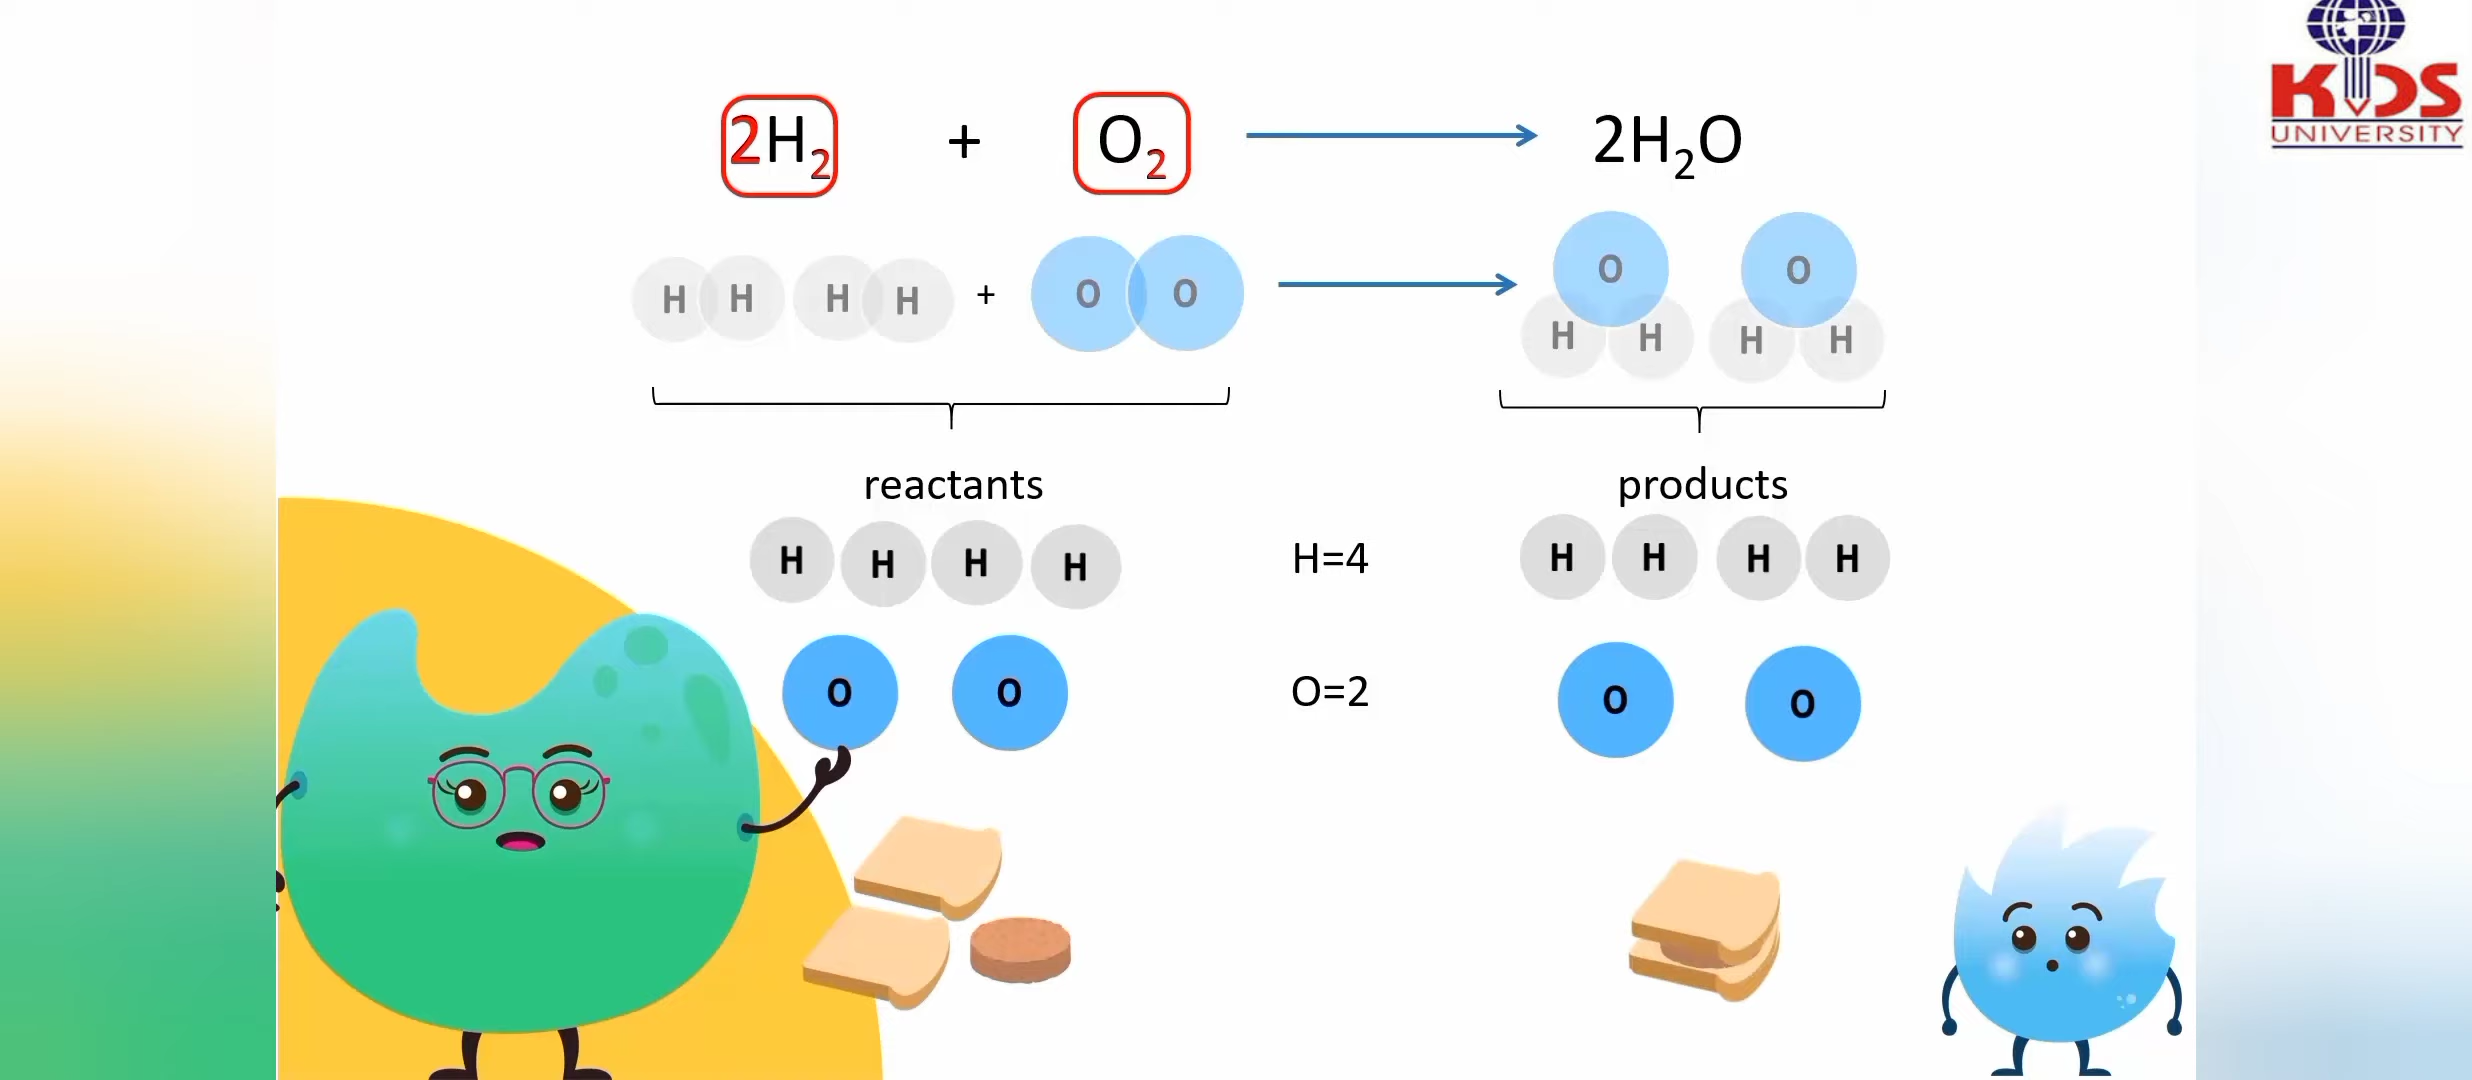 2H₂ + O₂ 2H₂O
KIDS
UNIVERSITY
H H H H + O O O O
H H H H
reactants products
H H H H H=4 H H H H
O O O=2 O O